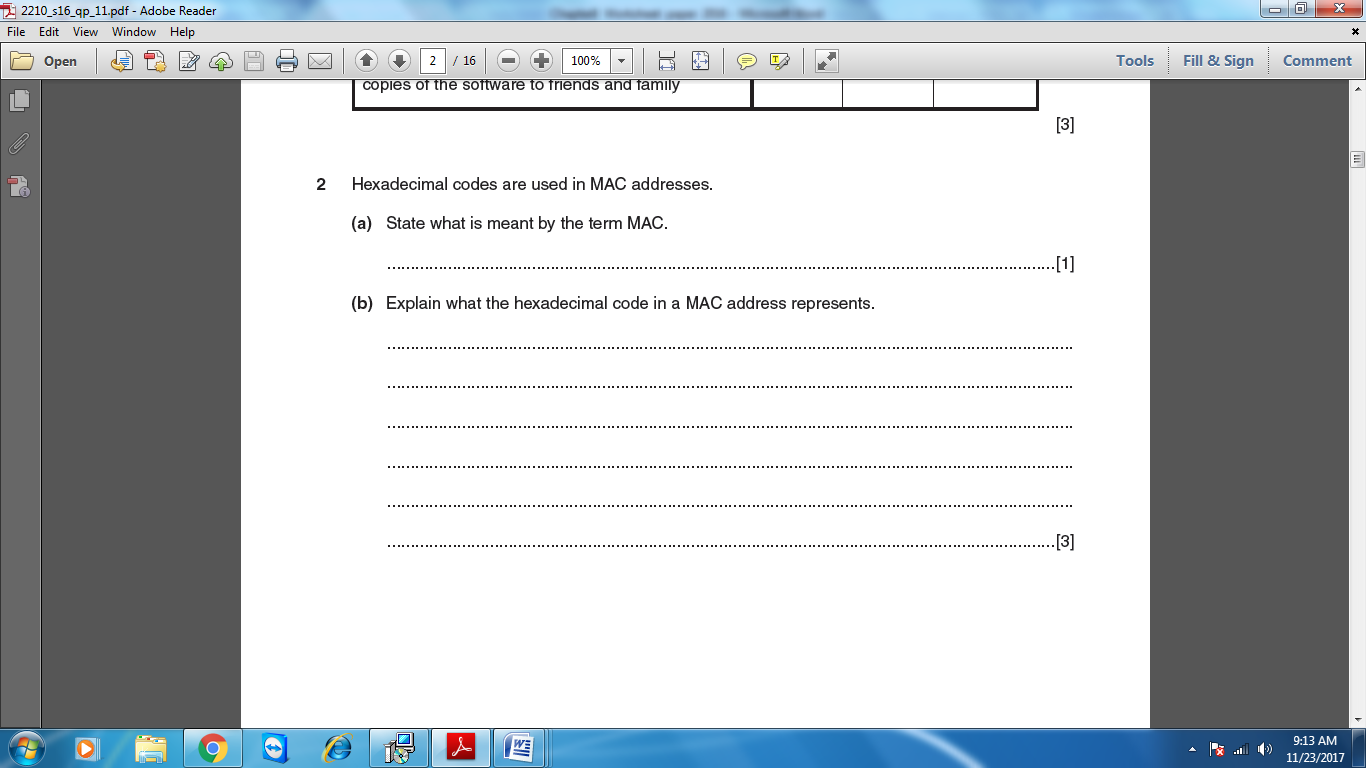 2210_s16_qp_11.pdf - Adobe Reader
File Edit View Window Help
Open 2 / 16 100% Tools Fill & Sign Comment
copies of the software to friends and family
[3]
2 Hexadecimal codes are used in MAC addresses.
(a) State what is meant by the term MAC.
[1]
(b) Explain what the hexadecimal code in a MAC address represents.
[3]
9:13 AM
11/23/2017